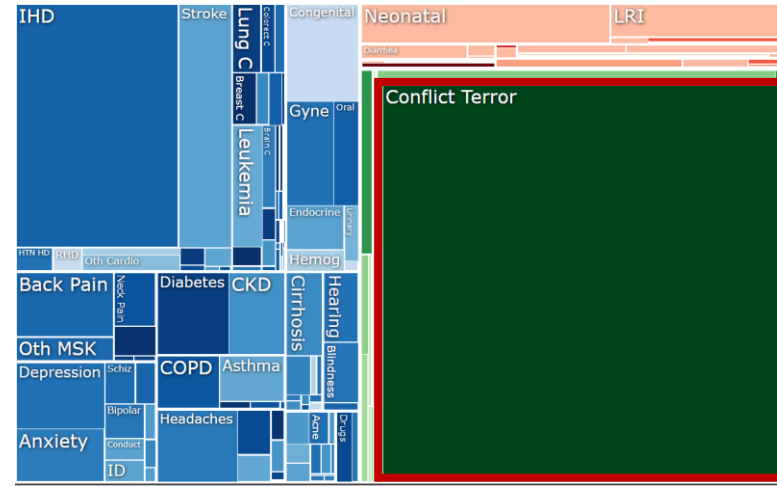 IHD
Stroke
Lung C
Colorect C
Breast C
Leukemia
Brain C
HTN HD
RHD
Oth Cardio
Congenital
Gyne
Oral
Endocrine
Urinary
Hemog
Neonatal
LRI
Diarrhea
Conflict Terror
Back Pain
Neck Pain
Oth MSK
Diabetes
CKD
Cirrhosis
Hearing
Blindness
Depression
Schiz
Bipolar
Anxiety
Conduct
ID
COPD
Asthma
Headaches
Acne
Drugs